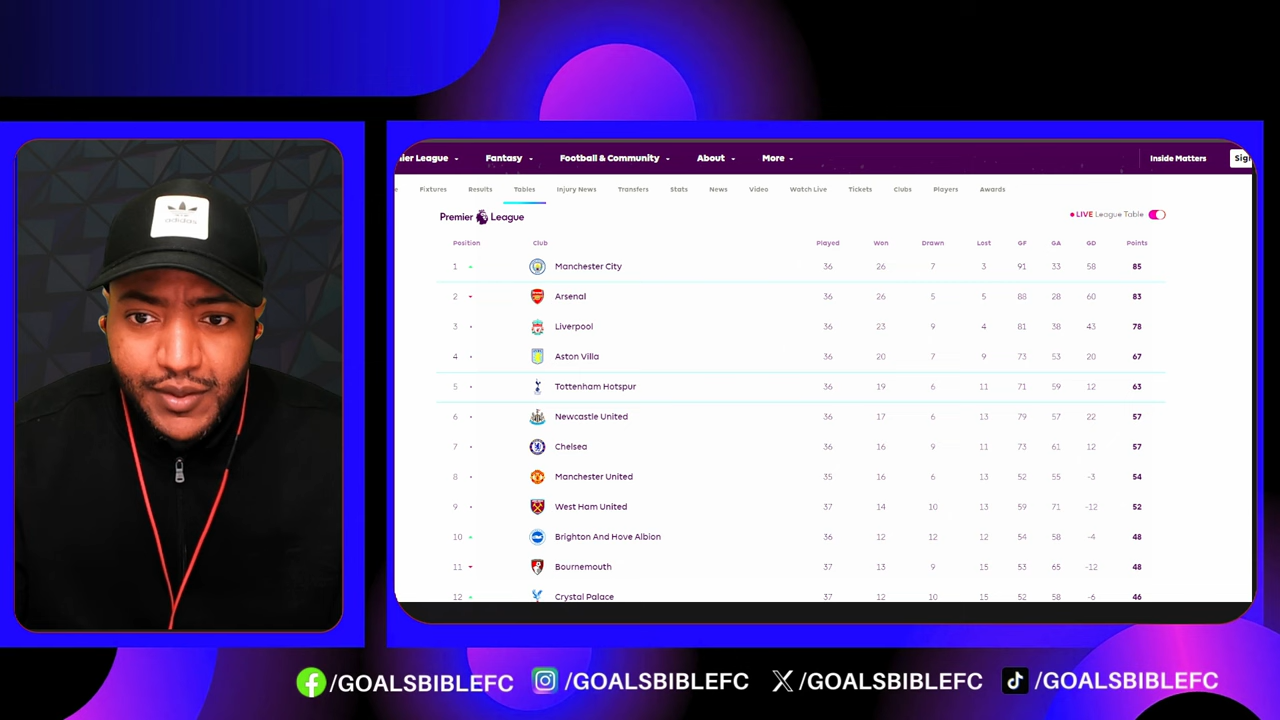 adidas
ier League Fantasy Football & Community About More Inside Matters Sig
e Fixtures Results Tables Injury News Transfers Stats News Video Watch Live Tickets Clubs Players Awards
Premier League LIVE League Table
Position Club Played Won Drawn Lost GF GA GD Points
1 Manchester City 36 26 7 3 91 33 58 85
2 Arsenal 36 26 5 5 88 28 60 83
3 Liverpool 36 23 9 4 81 38 43 78
4 Aston Villa 36 20 7 9 73 53 20 67
5 Tottenham Hotspur 36 19 6 11 71 59 12 63
6 Newcastle United 36 17 6 13 79 57 22 57
7 Chelsea 36 16 9 11 73 61 12 57
8 Manchester United 35 16 6 13 52 55 -3 54
9 West Ham United 37 14 10 13 59 71 -12 52
10 Brighton And Hove Albion 36 12 12 12 54 58 -4 48
11 Bournemouth 37 13 9 15 53 65 -12 48
12 Crystal Palace 37 12 10 15 52 58 -6 46
/GOALSBIBLEFC /GOALSBIBLEFC /GOALSBIBLEFC /GOALSBIBLEFC